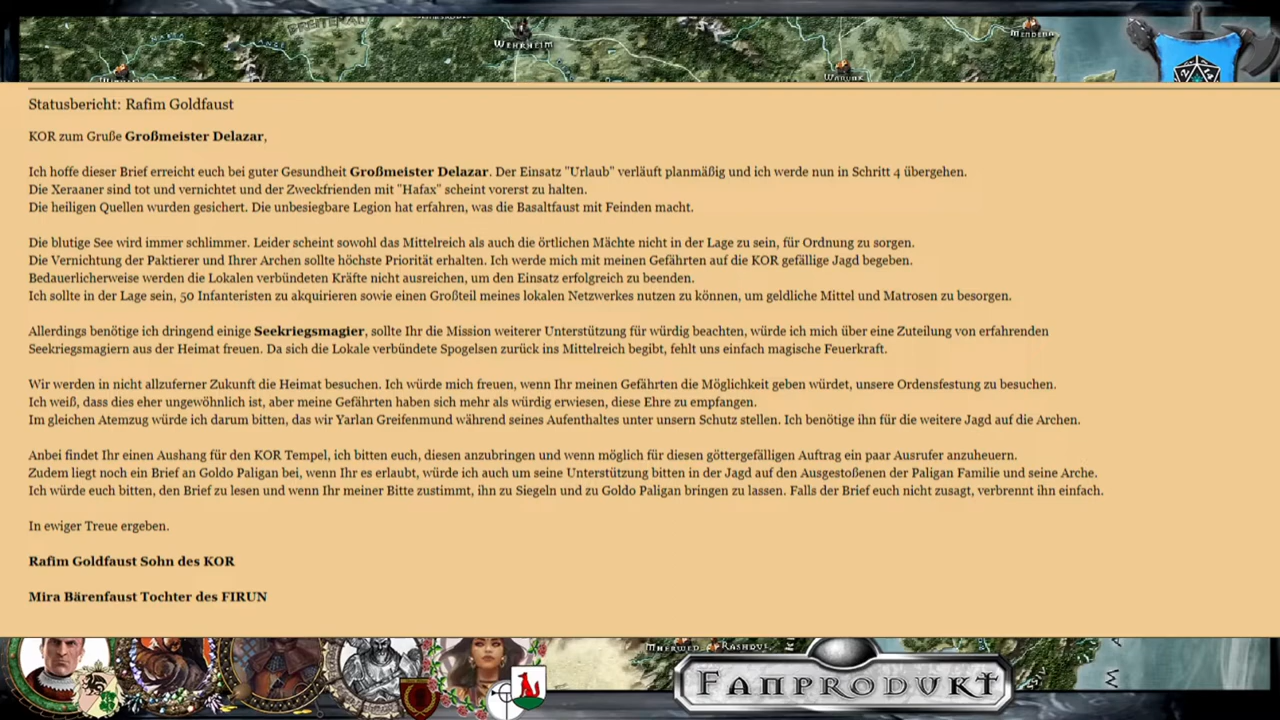 WEHRHEIM
MENDENA
WARUNK
Statusbericht: Rafim Goldfaust
KOR zum Gruße Großmeister Delazar,
Ich hoffe dieser Brief erreicht euch bei guter Gesundheit Großmeister Delazar. Der Einsatz "Urlaub" verläuft planmäßig und ich werde nun in Schritt 4 übergehen.
Die Xeraaner sind tot und vernichtet und der Zweckfrienden mit "Hafax" scheint vorerst zu halten.
Die heiligen Quellen wurden gesichert. Die unbesiegbare Legion hat erfahren, was die Basaltfaust mit Feinden macht.
Die blutige See wird immer schlimmer. Leider scheint sowohl das Mittelreich als auch die örtlichen Mächte nicht in der Lage zu sein, für Ordnung zu sorgen.
Die Vernichtung der Paktierer und Ihrer Archen sollte höchste Priorität erhalten. Ich werde mich mit meinen Gefährten auf die KOR gefällige Jagd begeben.
Bedauerlicherweise werden die Lokalen verbündeten Kräfte nicht ausreichen, um den Einsatz erfolgreich zu beenden.
Ich sollte in der Lage sein, 50 Infanteristen zu akquirieren sowie einen Großteil meines lokalen Netzwerkes nutzen zu können, um geldliche Mittel und Matrosen zu besorgen.
Allerdings benötige ich dringend einige Seekriegsmagier, sollte Ihr die Mission weiterer Unterstützung für würdig beachten, würde ich mich über eine Zuteilung von erfahrenden
Seekriegsmagiern aus der Heimat freuen. Da sich die Lokale verbündete Spogelsen zurück ins Mittelreich begibt, fehlt uns einfach magische Feuerkraft.
Wir werden in nicht allzuferner Zukunft die Heimat besuchen. Ich würde mich freuen, wenn Ihr meinen Gefährten die Möglichkeit geben würdet, unsere Ordensfestung zu besuchen.
Ich weiß, dass dies eher ungewöhnlich ist, aber meine Gefährten haben sich mehr als würdig erwiesen, diese Ehre zu empfangen.
Im gleichen Atemzug würde ich darum bitten, das wir Yarlan Greifenmund während seines Aufenthaltes unter unsern Schutz stellen. Ich benötige ihn für die weitere Jagd auf die Archen.
Anbei findet Ihr einen Aushang für den KOR Tempel, ich bitten euch, diesen anzubringen und wenn möglich für diesen göttergefälligen Auftrag ein paar Ausrufer anzuheuern.
Zudem liegt noch ein Brief an Goldo Paligan bei, wenn Ihr es erlaubt, würde ich auch um seine Unterstützung bitten in der Jagd auf den Ausgestoßenen der Paligan Familie und seine Arche.
Ich würde euch bitten, den Brief zu lesen und wenn Ihr meiner Bitte zustimmt, ihn zu Siegeln und zu Goldo Paligan bringen zu lassen. Falls der Brief euch nicht zusagt, verbrennt ihn einfach.
In ewiger Treue ergeben.
Rafim Goldfaust Sohn des KOR
Mira Bärenfaust Tochter des FIRUN
MHERWED
RASHDUL
FANPRODUKT